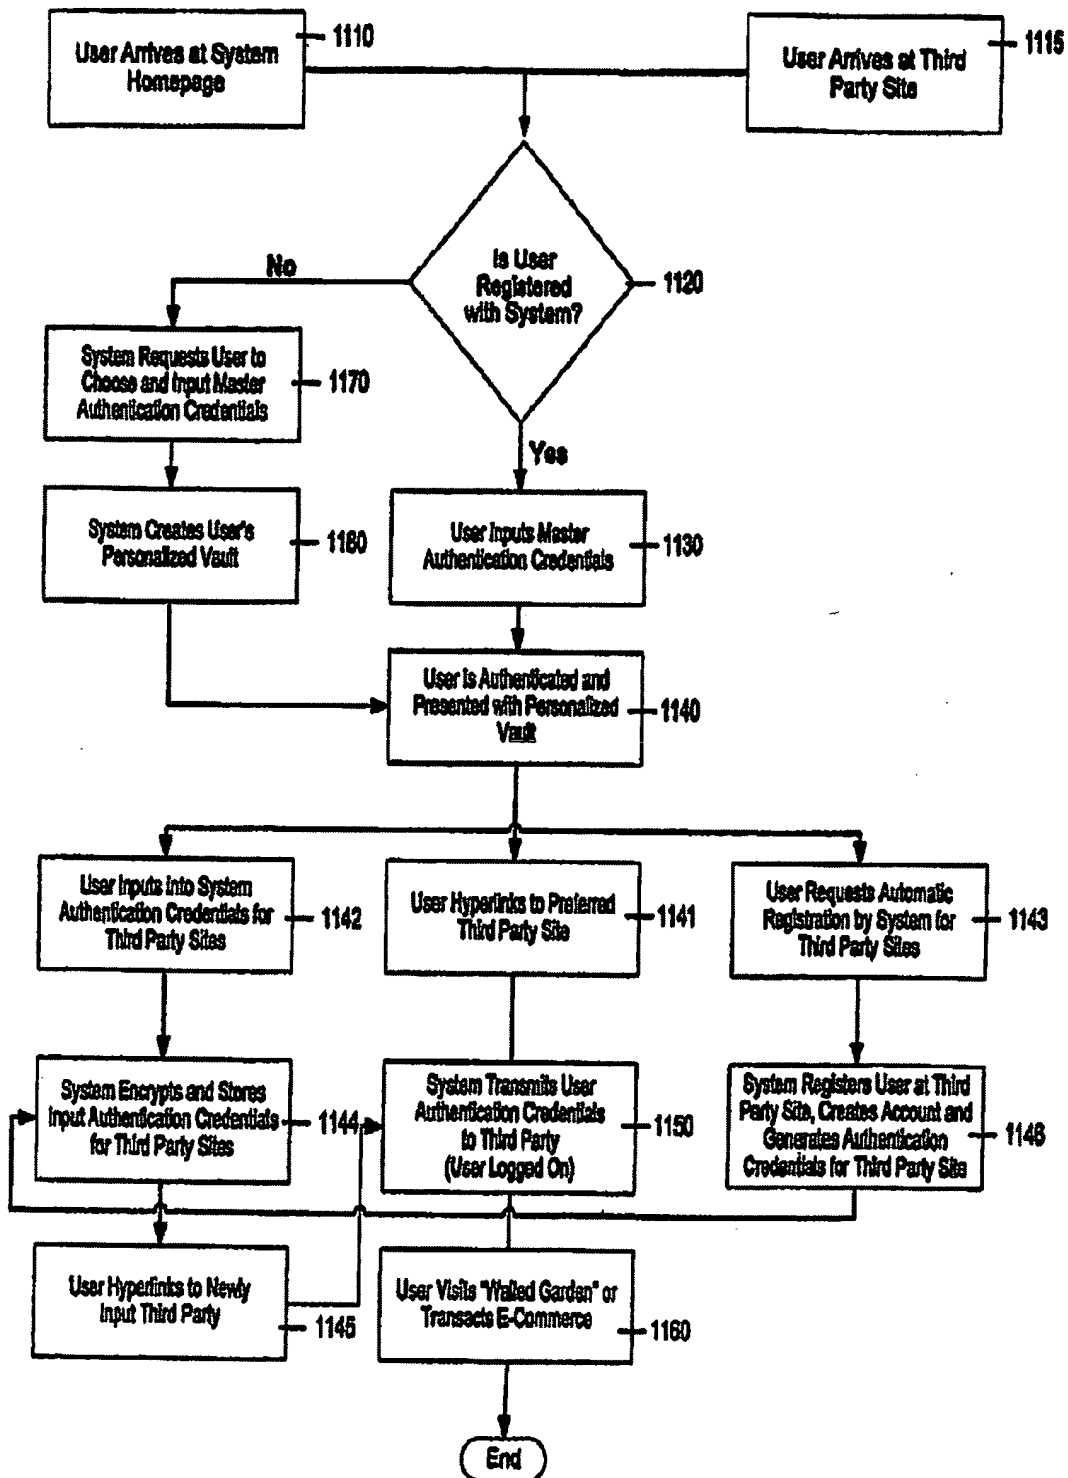 User Arrives at System
Homepage
1110
User Arrives at Third
Party Site
1115
Is User
Registered
with System?
1120
No
Yes
System Requests User to
Choose and Input Master
Authentication Credentials
1170
System Creates User's
Personalized Vault
1180
User Inputs Master
Authentication Credentials
1130
User is Authenticated and
Presented with Personalized
Vault
1140
User Inputs into System
Authentication Credentials for
Third Party Sites
1142
User Hyperlinks to Preferred
Third Party Site
1141
User Requests Automatic
Registration by System for
Third Party Sites
1143
System Encrypts and Stores
Input Authentication Credentials
for Third Party Sites
1144
System Transmits User
Authentication Credentials
to Third Party
(User Logged On)
1150
System Registers User at Third
Party Site, Creates Account and
Generates Authentication
Credentials for Third Party Site
1146
User Hyperlinks to Newly
Input Third Party
1145
User Visits "Walled Garden" or
Transacts E-Commerce
1160
End